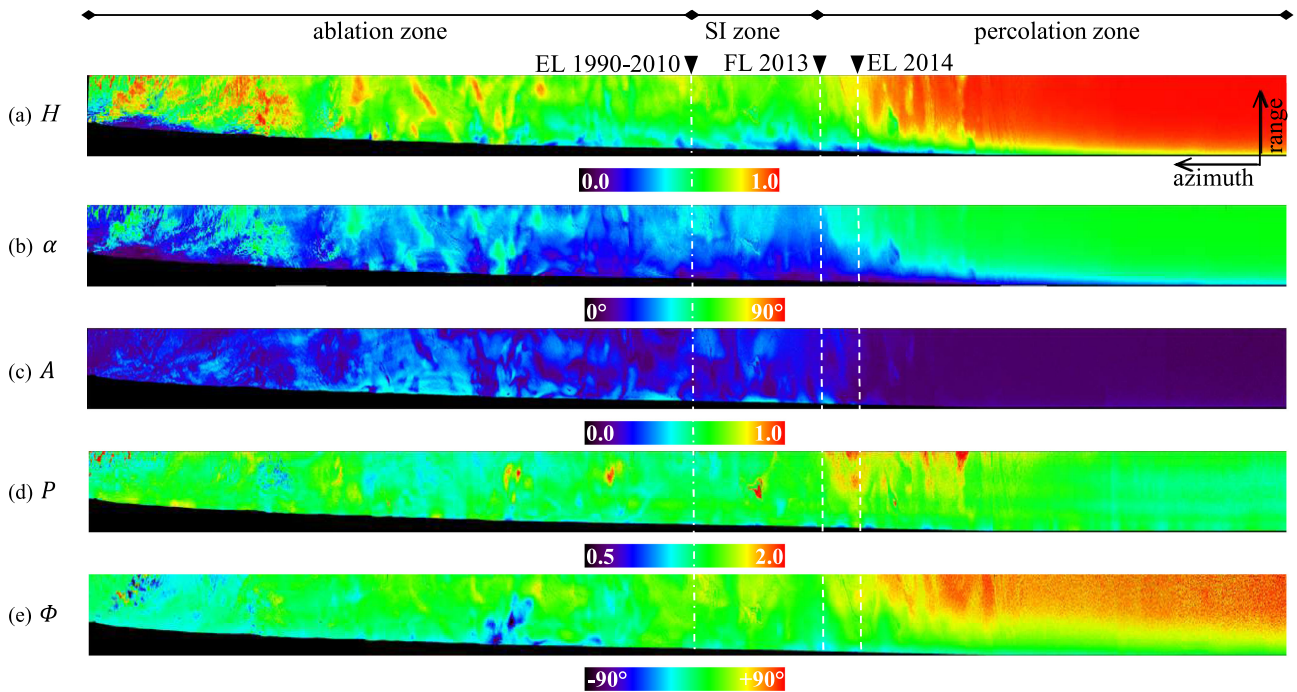 ablation zone SI zone percolation zone
EL 1990-2010 FL 2013 EL 2014
(a) H
range
azimuth
0.0 1.0
(b) α
0° 90°
(c) A
0.0 1.0
(d) P
0.5 2.0
(e) Φ
-90° +90°